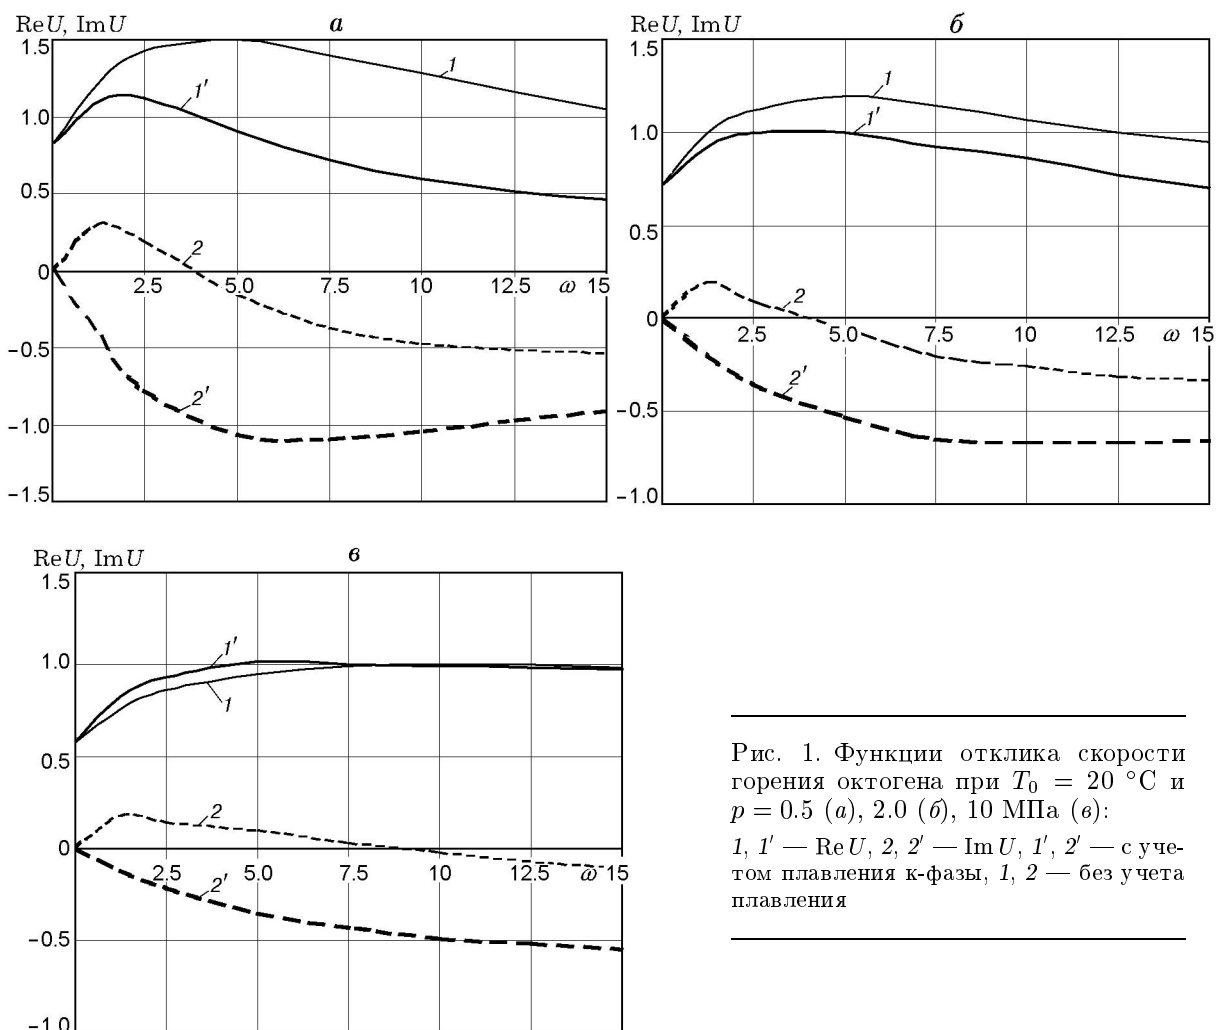 ReU, ImU
а
1.5
1.0
0.5
0
−0.5
−1.0
−1.5
2.5 5.0 7.5 10 12.5 ω 15
1
1′
2
2′
ReU, ImU
б
1.5
1.0
0.5
0
−0.5
−1.0
2.5 5.0 7.5 10 12.5 ω 15
1
1′
2
2′
ReU, ImU
в
1.5
1.0
0.5
0
−0.5
−1.0
2.5 5.0 7.5 10 12.5 ω 15
1′
1
2
2′
Рис. 1. Функции отклика скорости
горения октогена при T₀ = 20 °C и
p = 0.5 (а), 2.0 (б), 10 МПа (в):
1, 1′ — Re U, 2, 2′ — Im U, 1′, 2′ — с уче-
том плавления к-фазы, 1, 2 — без учета
плавления